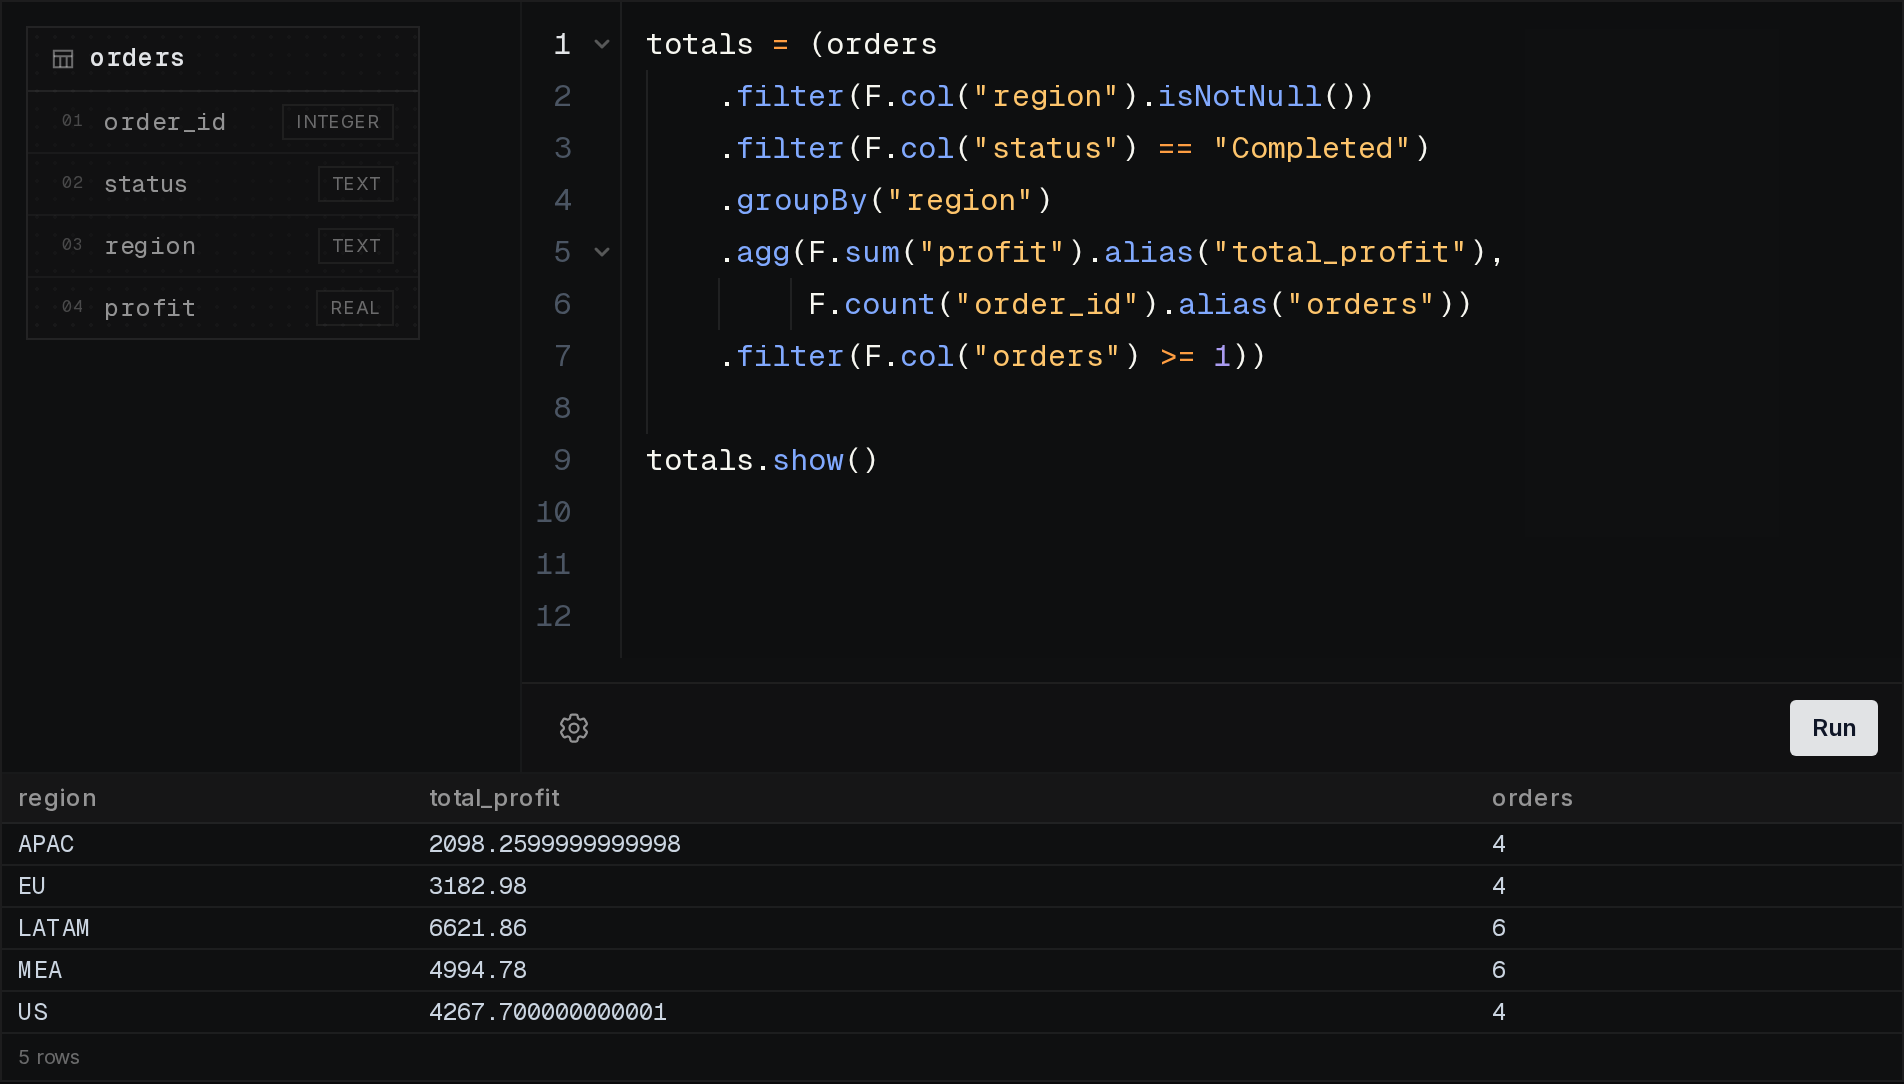 orders
01 order_id INTEGER
02 status TEXT
03 region TEXT
04 profit REAL
1 totals = (orders
2     .filter(F.col("region").isNotNull())
3     .filter(F.col("status") == "Completed")
4     .groupBy("region")
5     .agg(F.sum("profit").alias("total_profit"),
6          F.count("order_id").alias("orders"))
7     .filter(F.col("orders") >= 1))
8
9 totals.show()
10
11
12
Run
region total_profit orders
APAC 2098.2599999999998 4
EU 3182.98 4
LATAM 6621.86 6
MEA 4994.78 6
US 4267.700000000001 4
5 rows